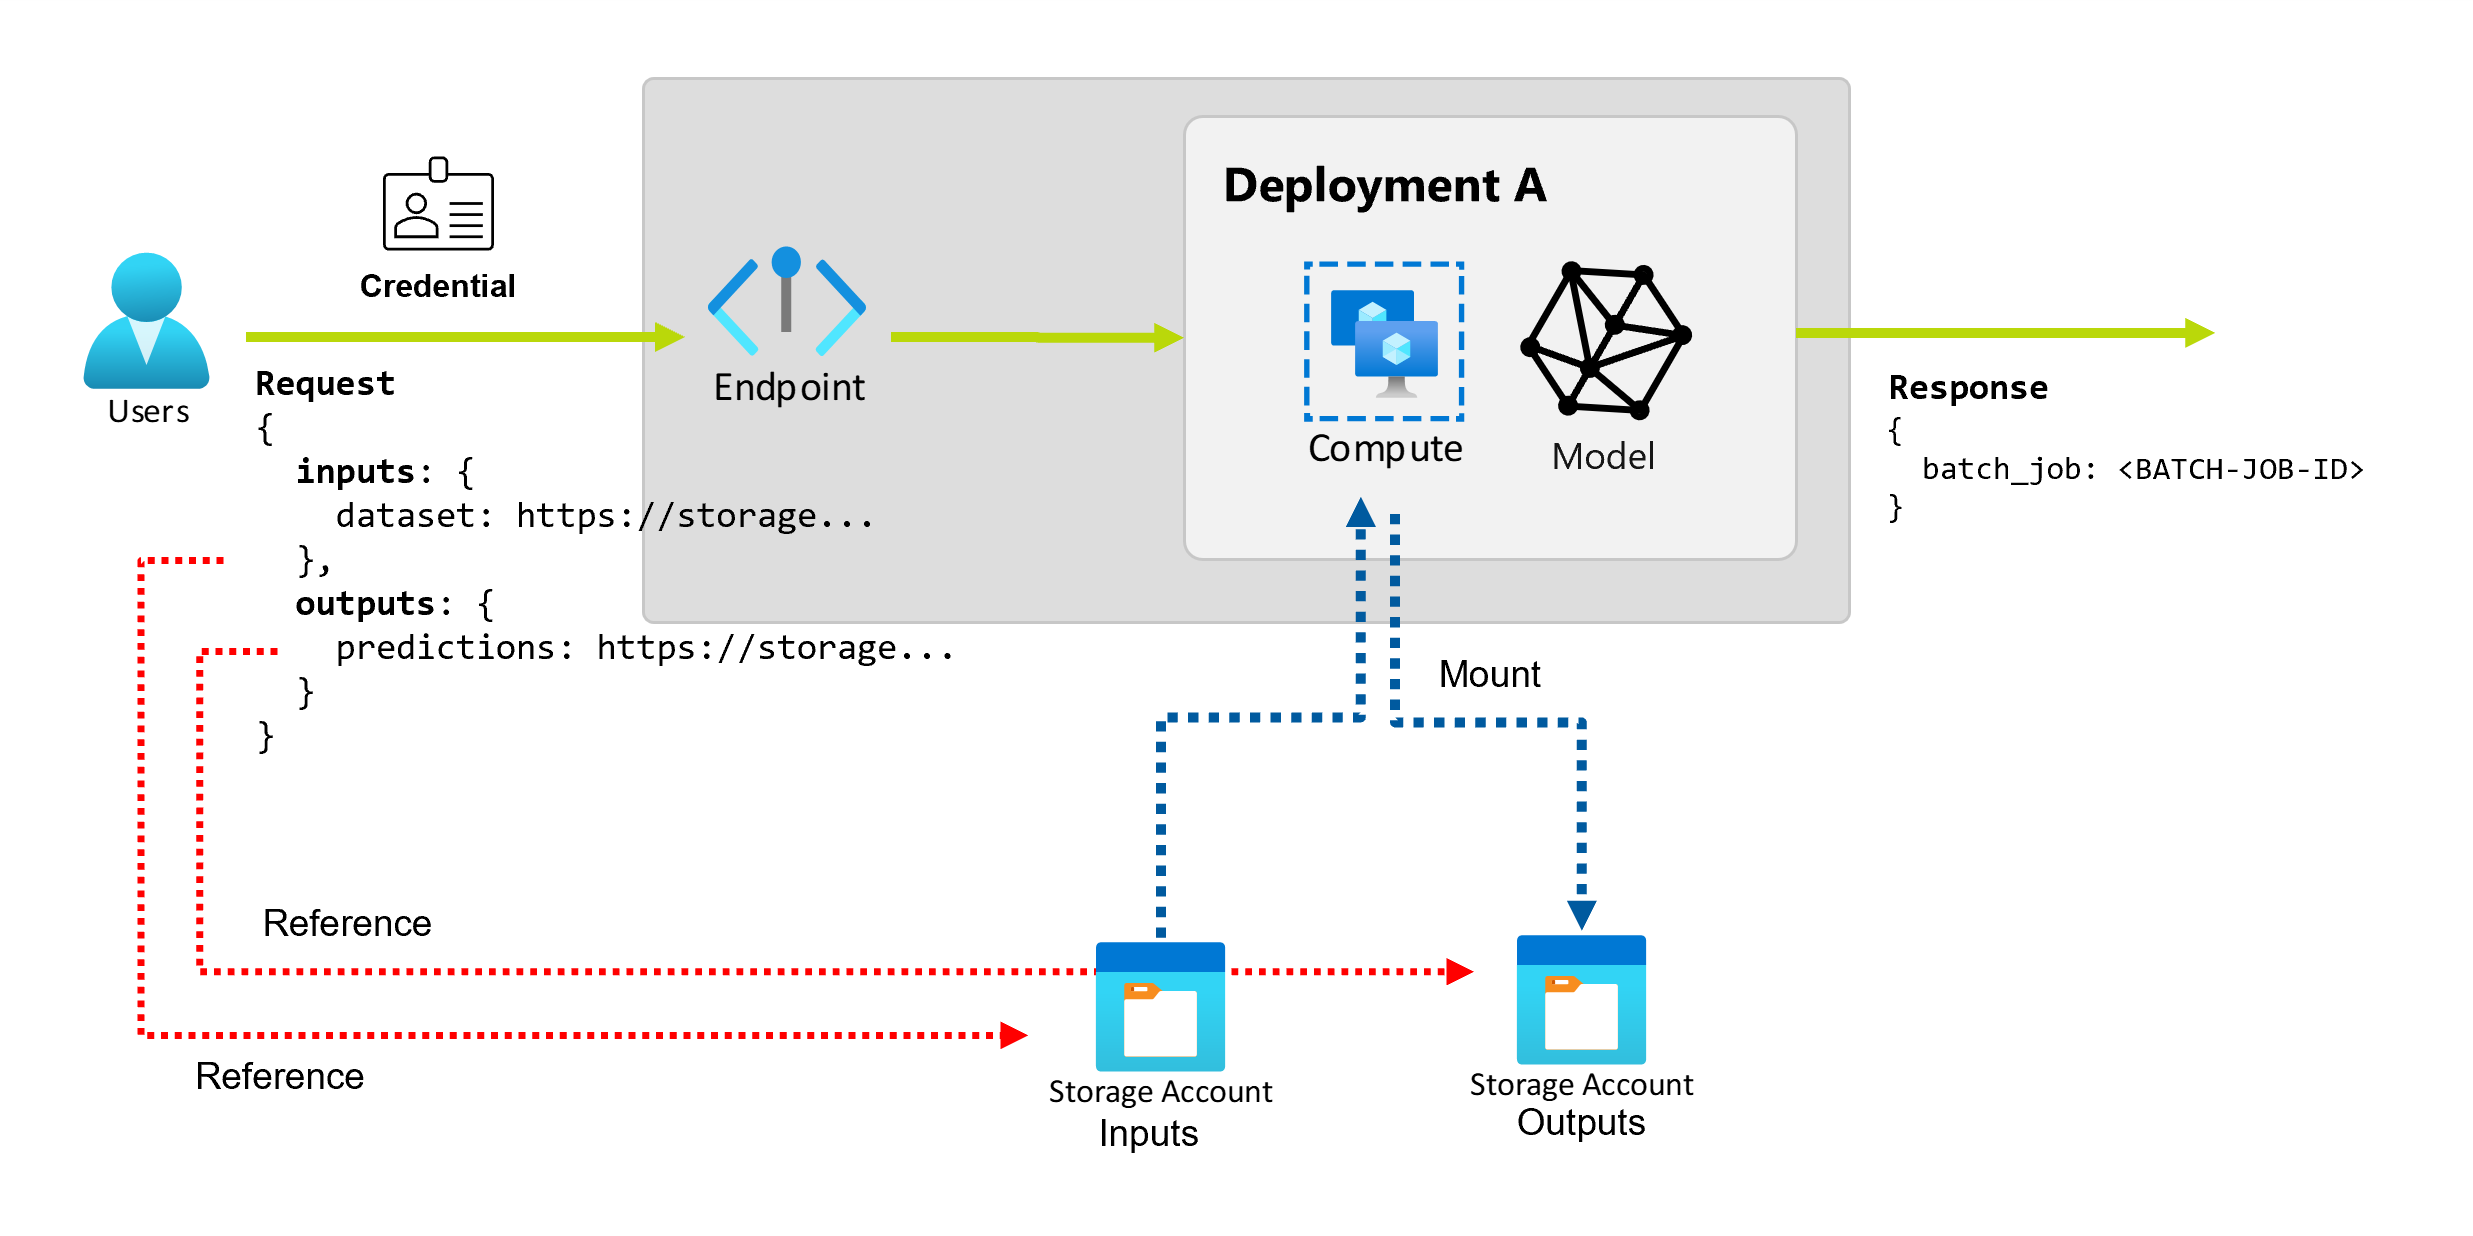 Deployment A
Credential
Users
Endpoint
Compute
Model
Request
{
inputs: {
dataset: https://storage...
},
outputs: {
predictions: https://storage...
}
}
Response
{
batch_job: <BATCH-JOB-ID>
}
Mount
Reference
Reference
Storage Account
Inputs
Storage Account
Outputs